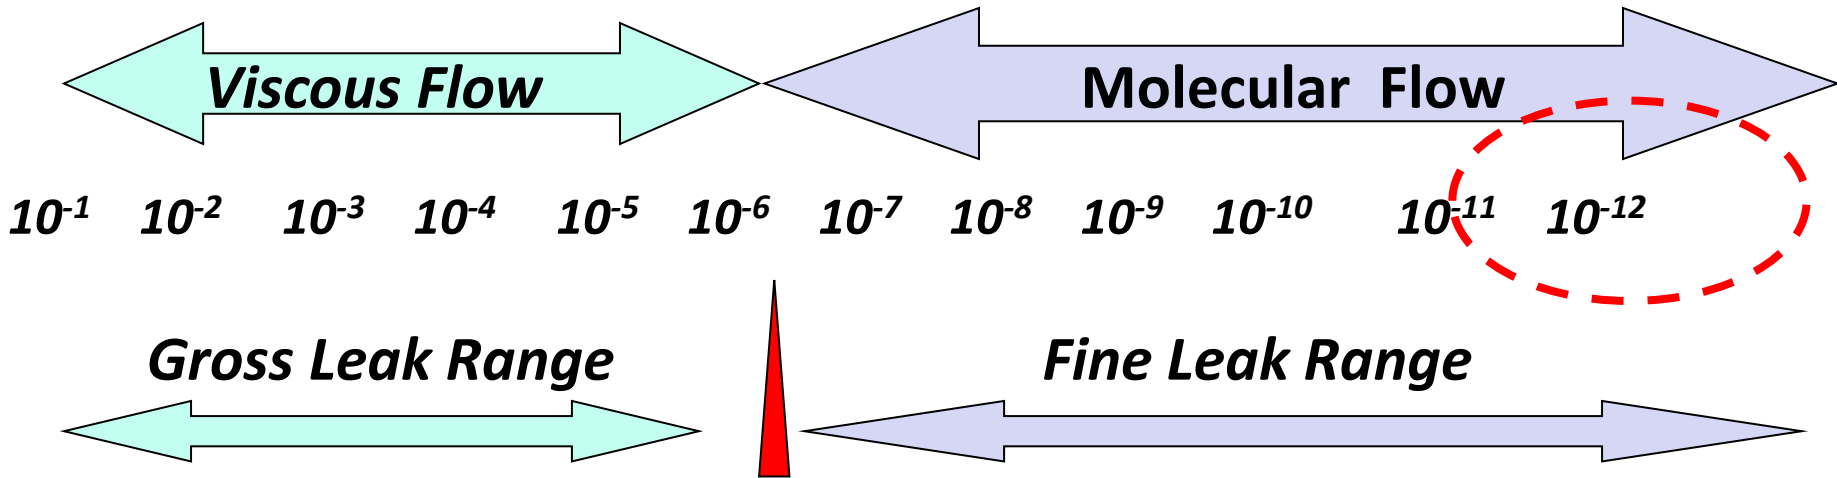 Viscous Flow Molecular Flow
10⁻¹ 10⁻² 10⁻³ 10⁻⁴ 10⁻⁵ 10⁻⁶ 10⁻⁷ 10⁻⁸ 10⁻⁹ 10⁻¹⁰ 10⁻¹¹ 10⁻¹²
Gross Leak Range Fine Leak Range